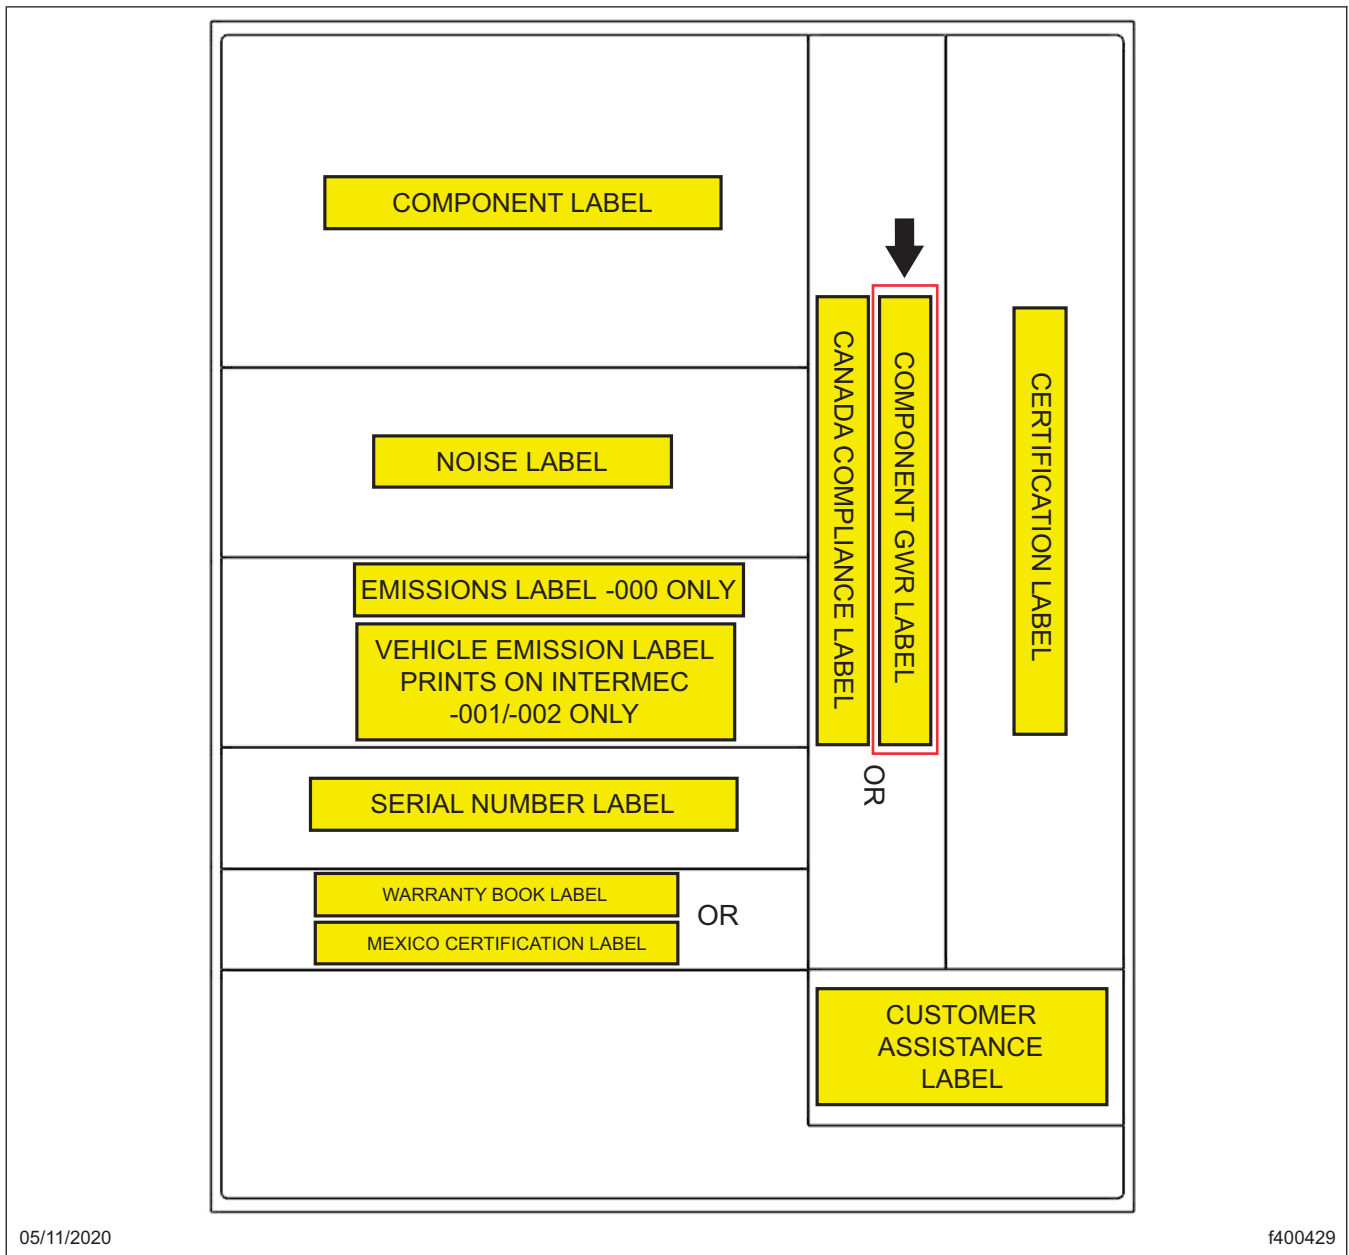 COMPONENT LABEL
NOISE LABEL
EMISSIONS LABEL -000 ONLY
VEHICLE EMISSION LABEL
PRINTS ON INTERMEC
-001/-002 ONLY
SERIAL NUMBER LABEL
WARRANTY BOOK LABEL
OR
MEXICO CERTIFICATION LABEL
CANADA COMPLIANCE LABEL
OR
COMPONENT GWR LABEL
CERTIFICATION LABEL
CUSTOMER
ASSISTANCE
LABEL
05/11/2020
f400429